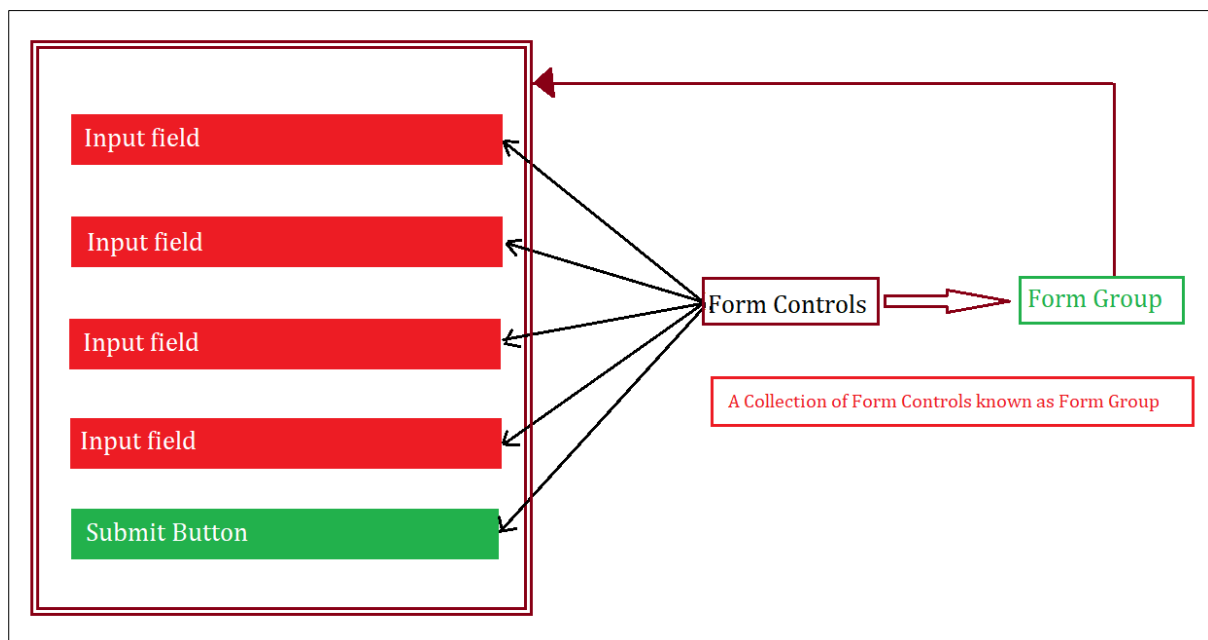 Input field
Input field
Input field
Input field
Submit Button
Form Controls
Form Group
A Collection of Form Controls known as Form Group